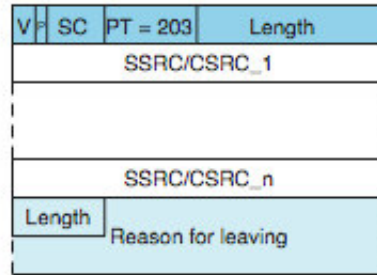 V P SC PT = 203 Length
SSRC/CSRC_1
SSRC/CSRC_n
Length
Reason for leaving